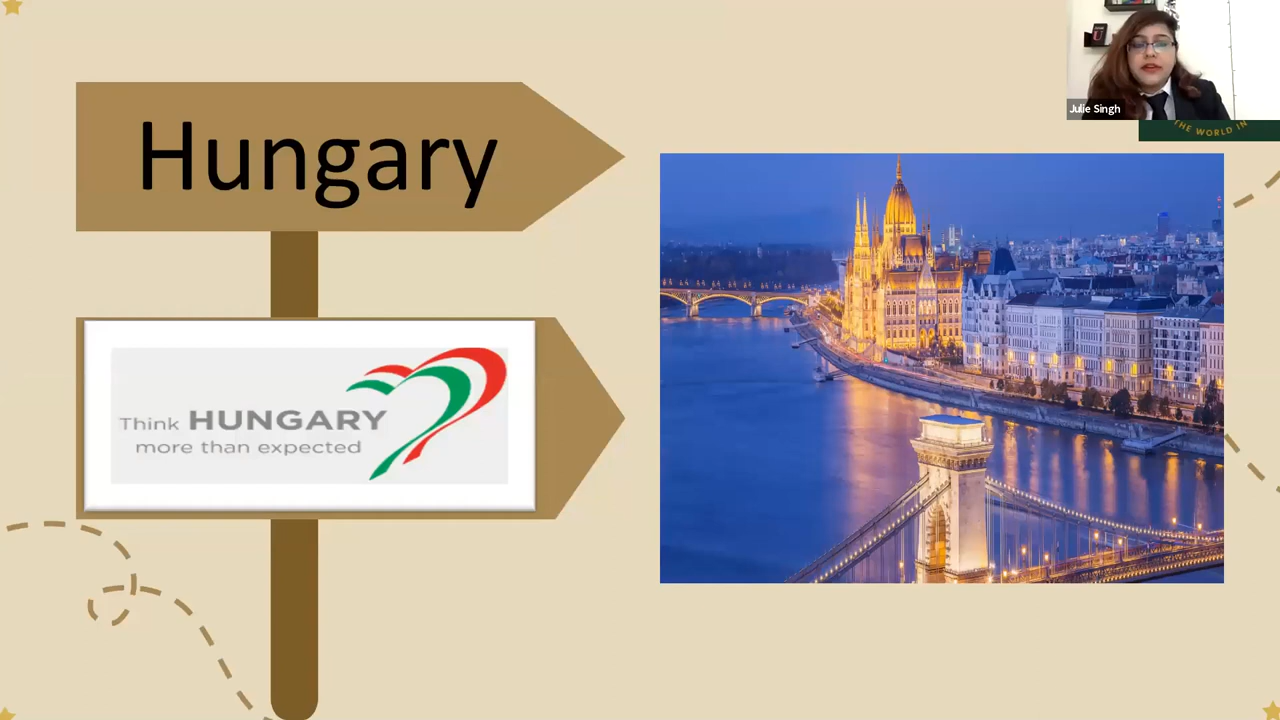 Hungary
Think HUNGARY
more than expected
Julie Singh
THE WORLD IN